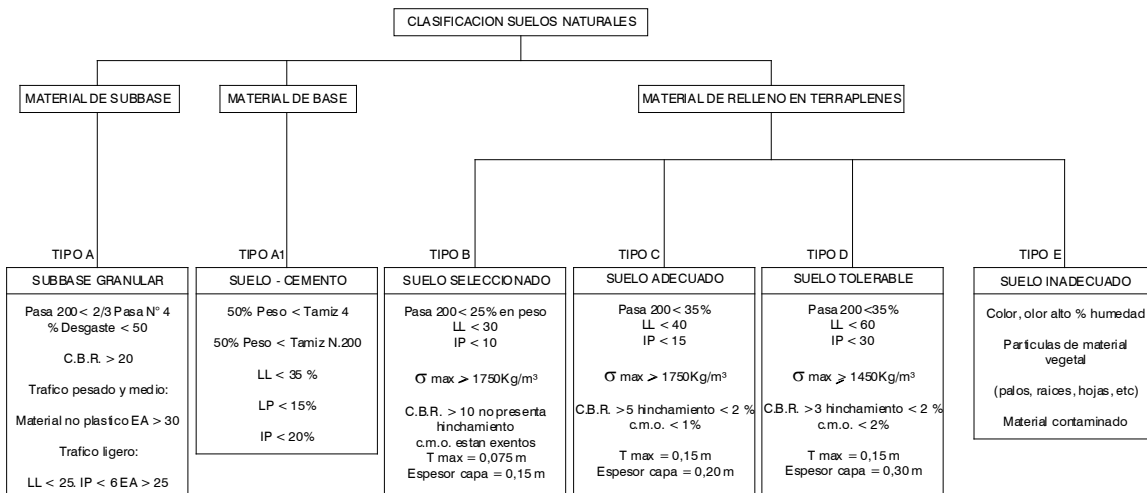 CLASIFICACION SUELOS NATURALES
MATERIAL DE SUBBASE
MATERIAL DE BASE
MATERIAL DE RELLENO EN TERRAPLENES
TIPO A
SUBBASE GRANULAR
Pasa 200 < 2/3 Pasa N° 4
% Desgaste < 50
C.B.R. > 20
Trafico pesado y medio:
Material no plastico EA > 30
Trafico ligero:
LL < 25. IP < 6 EA > 25
TIPO A1
SUELO - CEMENTO
50% Peso < Tamiz 4
50% Peso < Tamiz N.200
LL < 35 %
LP < 15%
IP < 20%
TIPO B
SUELO SELECCIONADO
Pasa 200 < 25% en peso
LL < 30
IP < 10
σ max > 1750Kg/m³
C.B.R. > 10 no presenta
hinchamiento
c.m.o. estan exentos
T max = 0,075 m
Espesor capa = 0,15 m
TIPO C
SUELO ADECUADO
Pasa 200 < 35%
LL < 40
IP < 15
σ max > 1750Kg/m³
C.B.R. > 5 hinchamiento < 2 %
c.m.o. < 1%
T max = 0,15 m
Espesor capa = 0,20 m
TIPO D
SUELO TOLERABLE
Pasa 200 <35%
LL < 60
IP < 30
σ max ⩾ 1450Kg/m³
C.B.R. > 3 hinchamiento < 2 %
c.m.o. < 2%
T max = 0,15 m
Espesor capa = 0,30 m
TIPO E
SUELO INADECUADO
Color, olor alto % humedad
Particulas de material
vegetal
(palos, raices, hojas, etc)
Material contaminado